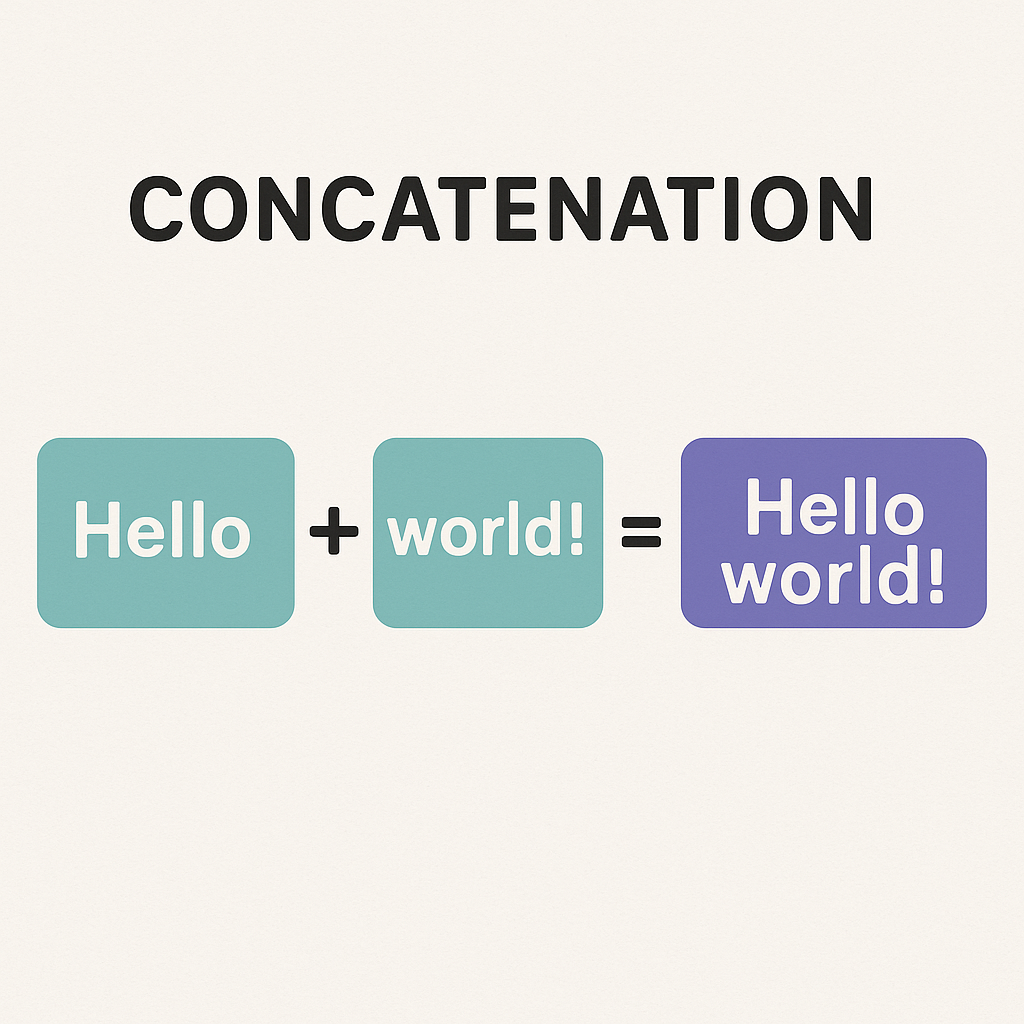 CONCATENATION
Hello + world! = Hello
world!